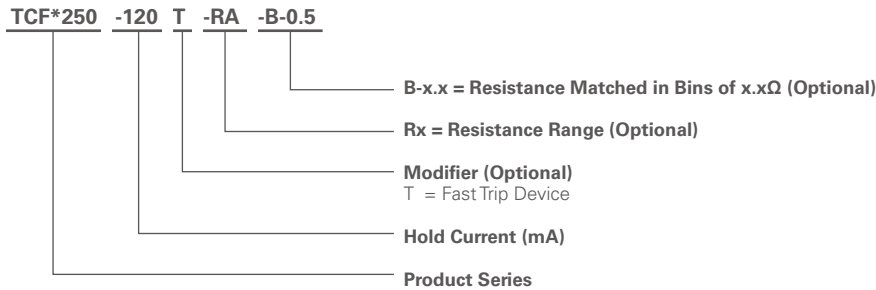 TCF*250 -120 T -RA -B-0.5
B-x.x = Resistance Matched in Bins of x.xΩ (Optional)
Rx = Resistance Range (Optional)
Modifier (Optional)
T = Fast Trip Device
Hold Current (mA)
Product Series